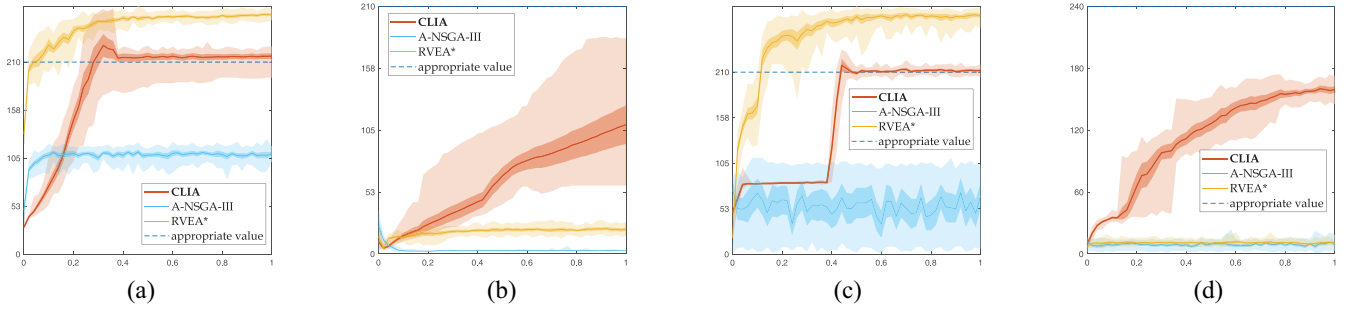 210
158
105
53
0
0 0.2 0.4 0.6 0.8 1
CLIA
A-NSGA-III
RVEA*
appropriate value
(a)
210
158
105
53
0
0 0.2 0.4 0.6 0.8 1
CLIA
A-NSGA-III
RVEA*
appropriate value
(b)
210
158
105
53
0
0 0.2 0.4 0.6 0.8 1
CLIA
A-NSGA-III
RVEA*
appropriate value
(c)
240
180
120
60
0
0 0.2 0.4 0.6 0.8 1
CLIA
A-NSGA-III
RVEA*
appropriate value
(d)